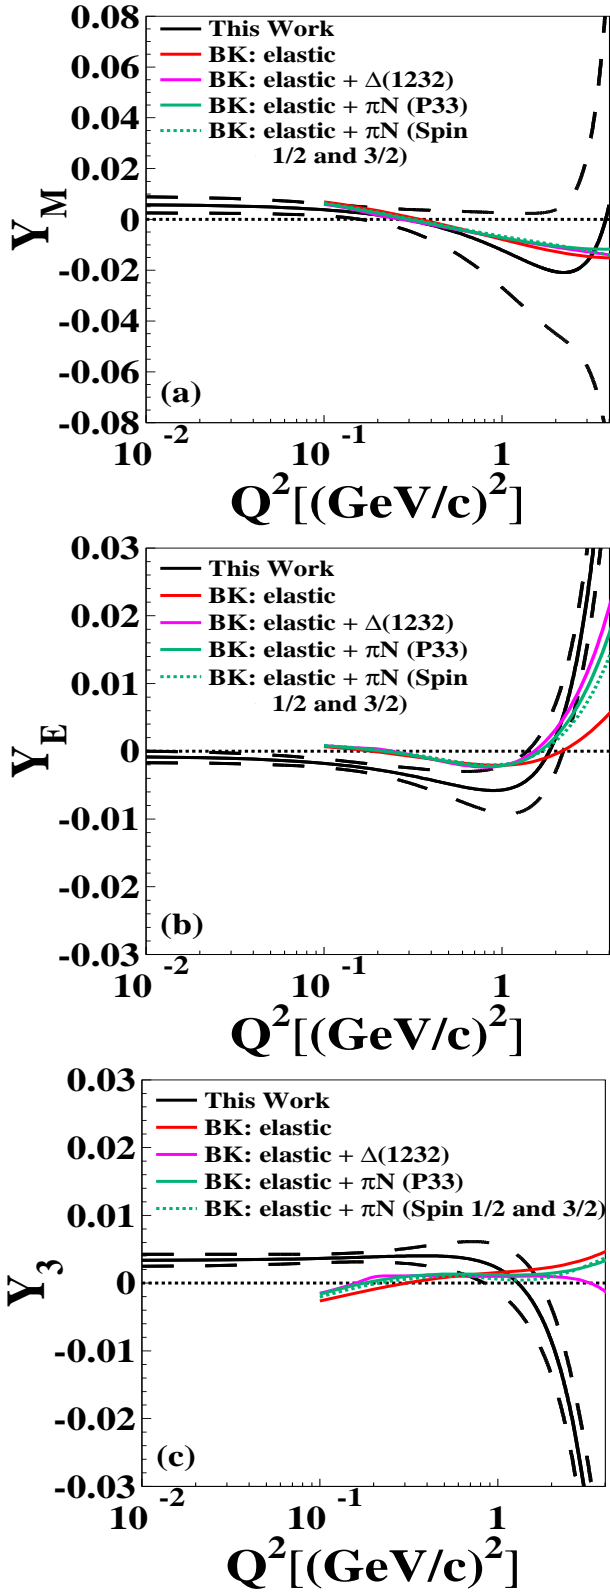 0.08
0.06
0.04
0.02
0
-0.02
-0.04
-0.06
-0.08
Y_M
This Work
BK: elastic
BK: elastic + Δ(1232)
BK: elastic + πN (P33)
BK: elastic + πN (Spin
1/2 and 3/2)
(a)
10^-2 10^-1 1
Q^2[(GeV/c)^2]
0.03
0.02
0.01
0
-0.01
-0.02
-0.03
Y_E
This Work
BK: elastic
BK: elastic + Δ(1232)
BK: elastic + πN (P33)
BK: elastic + πN (Spin
1/2 and 3/2)
(b)
10^-2 10^-1 1
Q^2[(GeV/c)^2]
0.03
0.02
0.01
0
-0.01
-0.02
-0.03
Y_3
This Work
BK: elastic
BK: elastic + Δ(1232)
BK: elastic + πN (P33)
BK: elastic + πN (Spin 1/2 and 3/2)
(c)
10^-2 10^-1 1
Q^2[(GeV/c)^2]